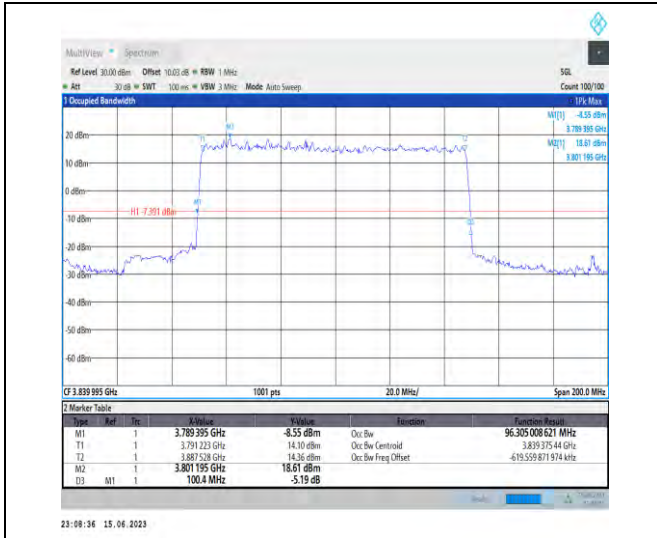 MultiView Spectrum
Ref Level 30.00 dBm Offset 10.03 dB RBW 1 MHz SGL
Att 30 dB SWT 100 ms VBW 3 MHz Mode Auto Sweep Count 100/100
1 Occupied Bandwidth 1Pk Max
M1[1] -8.55 dBm
3.789 395 GHz
M2[1] 18.61 dBm
3.801 195 GHz
20 dBm
T1 M2 T2
10 dBm
0 dBm
M1
H1 -7.391 dBm
-10 dBm
D3
-20 dBm
-30 dBm
-40 dBm
-50 dBm
-60 dBm
CF 3.839 995 GHz 1001 pts 20.0 MHz/ Span 200.0 MHz
2 Marker Table
Type Ref Trc X-Value Y-Value Function Function Result
M1 1 3.789 395 GHz -8.55 dBm Occ Bw 96.305 008 621 MHz
T1 1 3.791 223 GHz 14.10 dBm Occ Bw Centroid 3.839 375 44 GHz
T2 1 3.887 528 GHz 14.36 dBm Occ Bw Freq Offset -619.559 871 974 kHz
M2 1 3.801 195 GHz 18.61 dBm
D3 M1 1 100.4 MHz -5.19 dB
23:08:36 15.06.2023